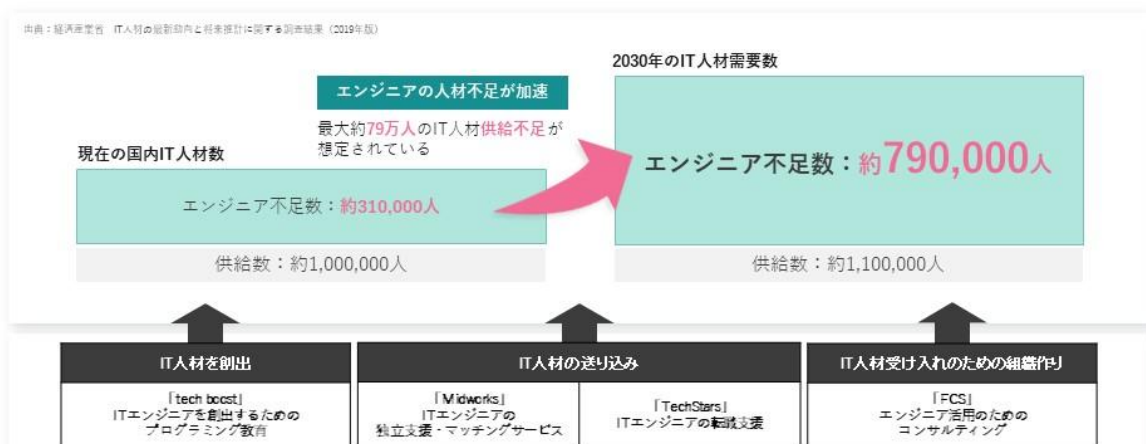 出典：経済産業省　IT人材の最新動向と将来推計に関する調査結果（2019年版）
2030年のIT人材需要数
エンジニアの人材不足が加速
最大約79万人のIT人材供給不足が
想定されている
現在の国内IT人材数
エンジニア不足数：約790,000人
エンジニア不足数：約310,000人
供給数：約1,000,000人
供給数：約1,100,000人
IT人材を創出
IT人材の送り込み
IT人材受け入れのための組織作り
「tech boost」
ITエンジニアを創出するための
プログラミング教育
「Midworks」
ITエンジニアの
独立支援・マッチングサービス
「TechStars」
ITエンジニアの転職支援
「FCS」
エンジニア活用のための
コンサルティング